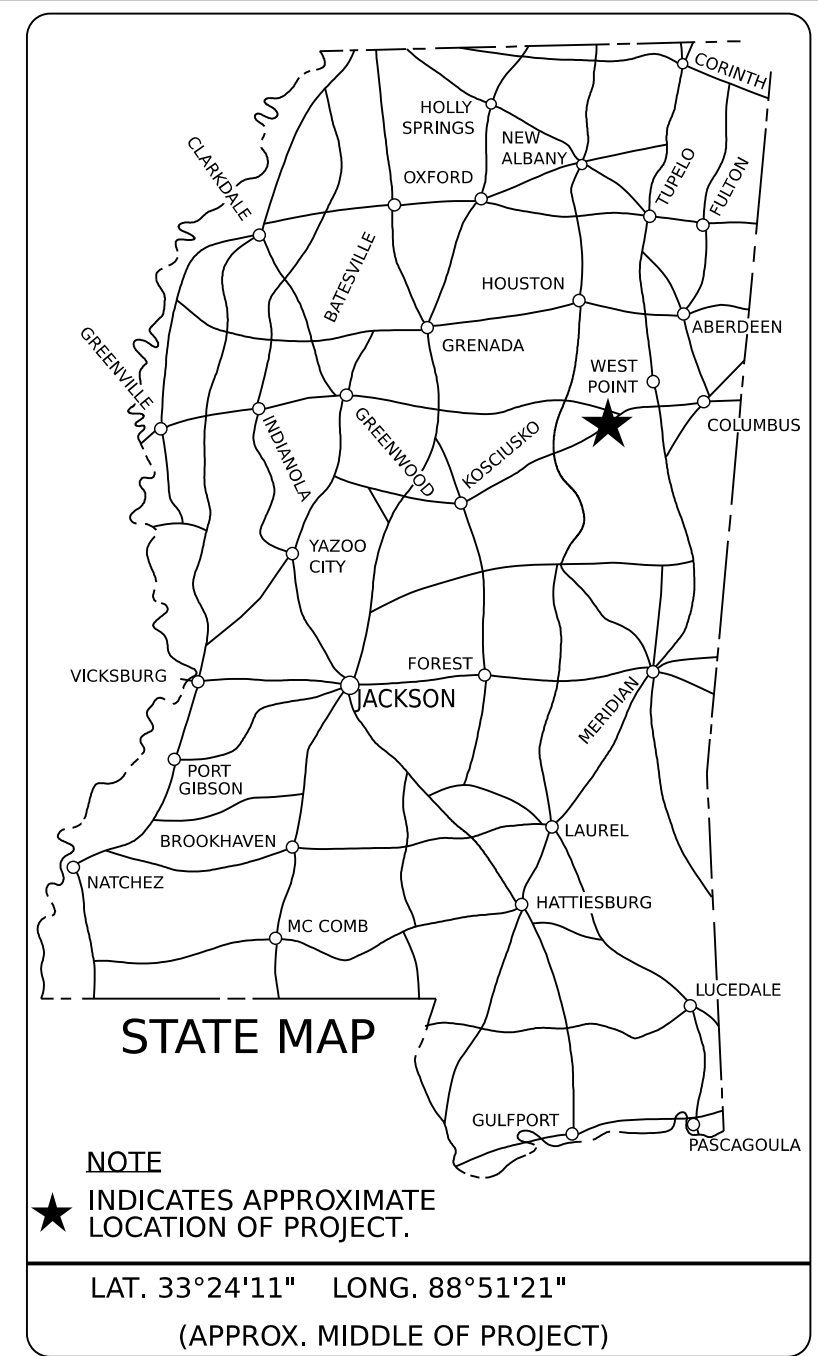 CORINTH
HOLLY
SPRINGS
NEW
ALBANY
CLARKDALE
OXFORD
TUPELO
FULTON
BATESVILLE
HOUSTON
ABERDEEN
GRENADA
GREENVILLE
WEST
POINT
COLUMBUS
INDIANOLA
GREENWOOD
KOSCIUSKO
YAZOO
CITY
VICKSBURG
FOREST
JACKSON
MERIDIAN
PORT
GIBSON
BROOKHAVEN
LAUREL
NATCHEZ
HATTIESBURG
MC COMB
LUCEDALE
STATE MAP
GULFPORT
PASCAGOULA
NOTE
INDICATES APPROXIMATE
LOCATION OF PROJECT.
LAT. 33°24'11" LONG. 88°51'21"
(APPROX. MIDDLE OF PROJECT)